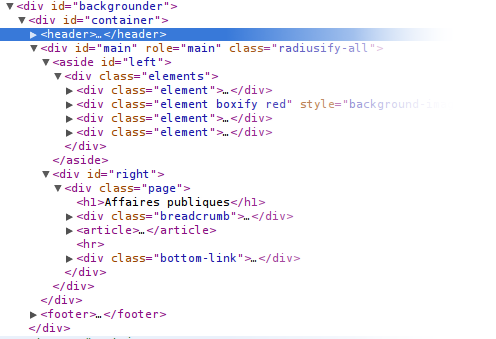 ▼<div id="backgrounder">
▼<div id="container">
▶<header>…</header>
▼<div id="main" role="main" class="radiusify-all">
▼<aside id="left">
▼<div class="elements">
▶<div class="element">…</div>
▶<div class="element boxify red" style="background-i
▶<div class="element">…</div>
▶<div class="element">…</div>
</div>
</aside>
▼<div id="right">
▼<div class="page">
<h1>Affaires publiques</h1>
▶<div class="breadcrumb">…</div>
▶<article>…</article>
<hr>
▶<div class="bottom-link">…</div>
</div>
</div>
</div>
▶<footer>…</footer>
</div>